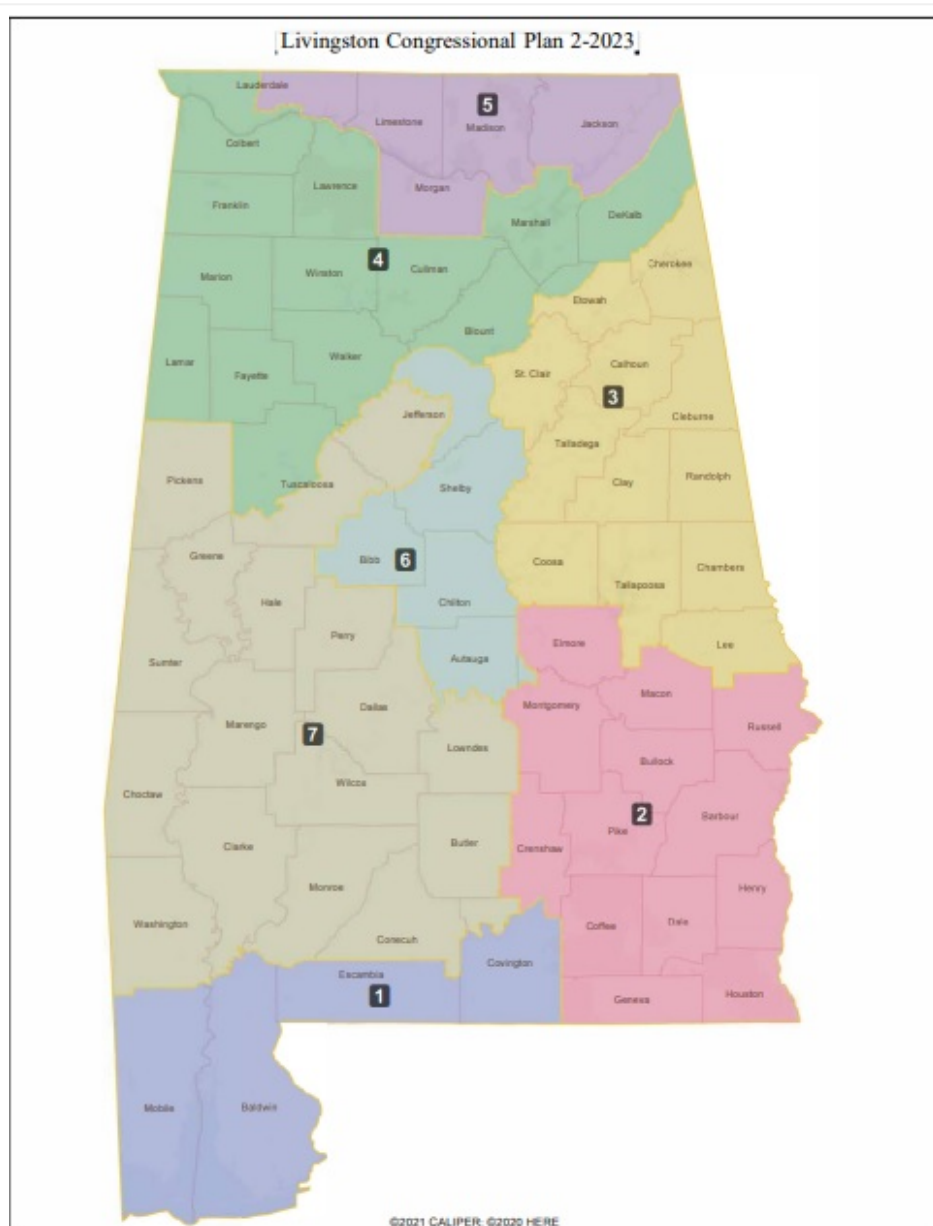 Livingston Congressional Plan 2-2023
Lauderdale
5
Limestone
Madison
Jackson
Colbert
Lawrence
Morgan
Franklin
Marshall
DeKalb
4
Cullman
Winston
Marion
Cherokee
Etowah
Blount
Walker
Lamar
Fayette
St. Clair
Calhoun
3
Jefferson
Cleburne
Talladega
Pickens
Tuscaloosa
Shelby
Clay
Randolph
Greene
Bibb
6
Coosa
Chambers
Tallapoosa
Hale
Chilton
Perry
Elmore
Lee
Sumter
Autauga
Macon
Dallas
Montgomery
Marengo
7
Russell
Lowndes
Bullock
Wilcox
Choctaw
2
Barbour
Pike
Clarke
Butler
Crenshaw
Monroe
Henry
Washington
Coffee
Dale
Conecuh
Covington
Escambia
1
Geneva
Houston
Mobile
Baldwin
©2021 CALIPER; ©2020 HERE